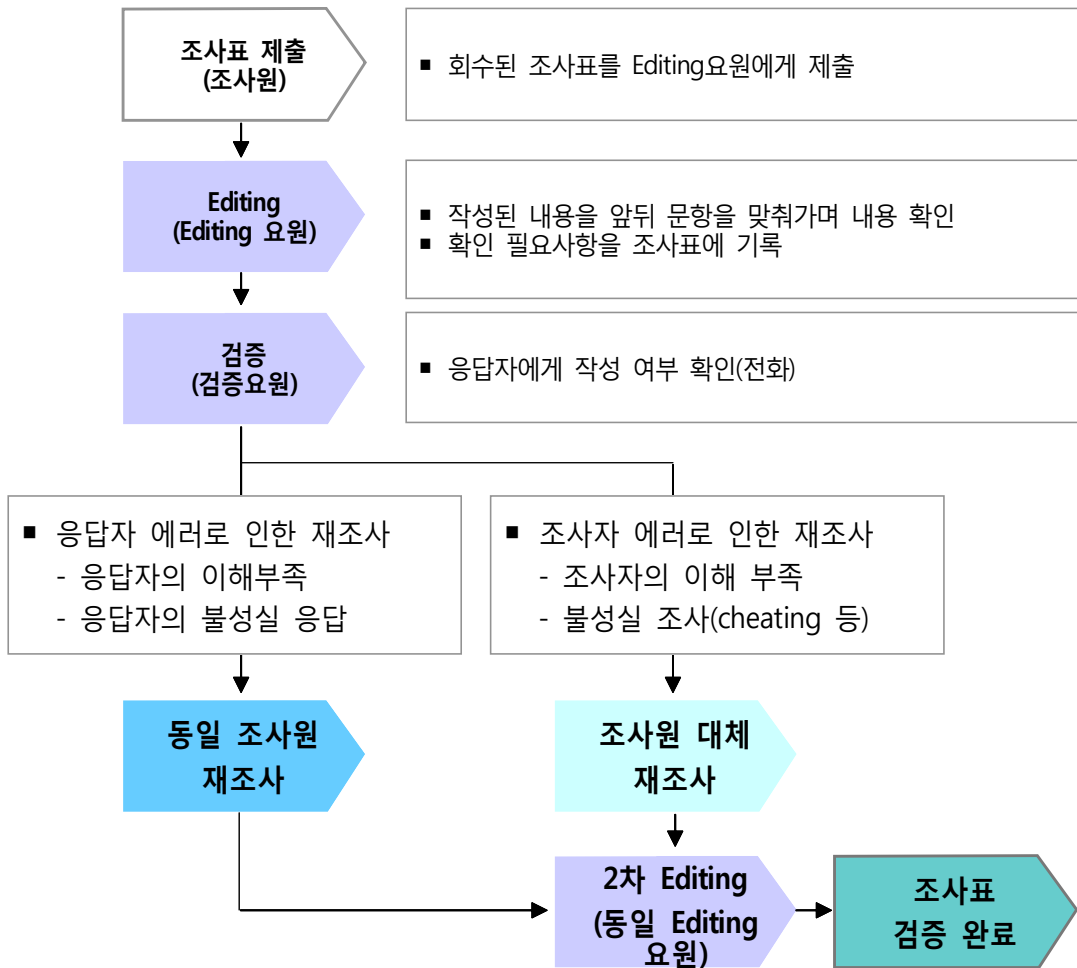 조사표 제출
(조사원)
■ 회수된 조사표를 Editing요원에게 제출
Editing
(Editing 요원)
■ 작성된 내용을 앞뒤 문항을 맞춰가며 내용 확인
■ 확인 필요사항을 조사표에 기록
검증
(검증요원)
■ 응답자에게 작성 여부 확인(전화)
■ 응답자 에러로 인한 재조사
- 응답자의 이해부족
- 응답자의 불성실 응답
■ 조사자 에러로 인한 재조사
- 조사자의 이해 부족
- 불성실 조사(cheating 등)
동일 조사원
재조사
조사원 대체
재조사
2차 Editing
(동일 Editing
요원)
조사표
검증 완료